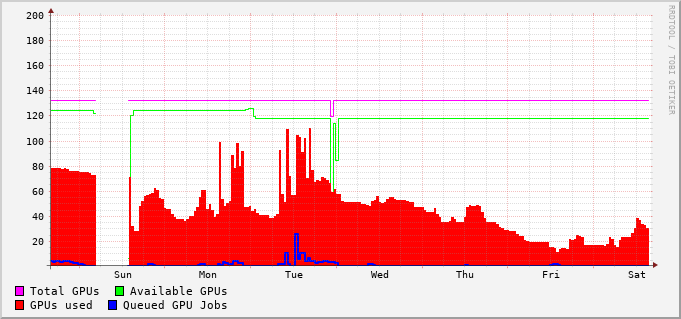 200
180
160
140
120
100
80
60
40
20
Sun Mon Tue Wed Thu Fri Sat
Total GPUs Available GPUs
GPUs used Queued GPU Jobs
RRDTOOL / TOBI OETIKER